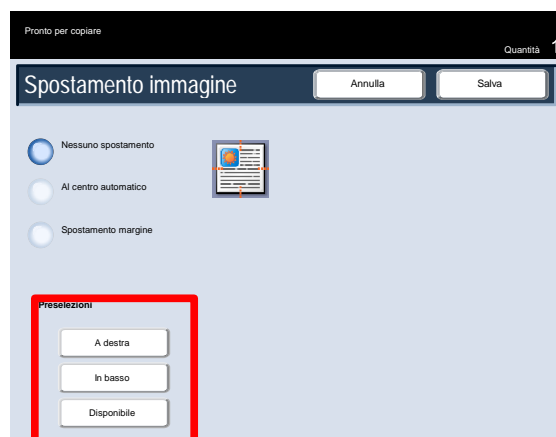 Pronto per copiare
Quantità 1
Spostamento immagine
Annulla
Salva
Nessuno spostamento
Al centro automatico
Spostamento margine
Preselezioni
A destra
In basso
Disponibile